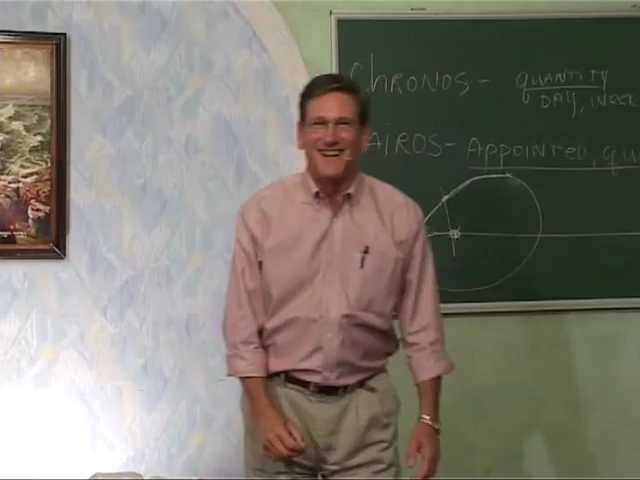 CHRONOS - QUANTITY
DAY, WEEK
AIROS - APPOINTED, QU